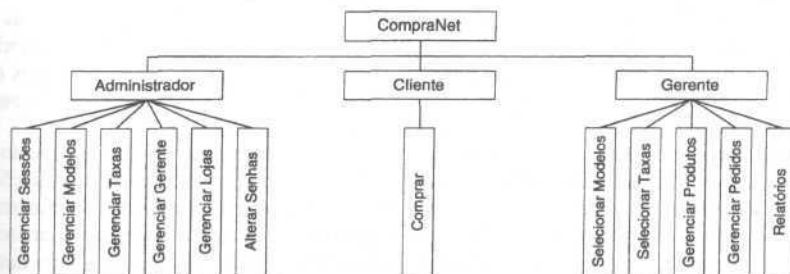 CompraNet
Administrador
Cliente
Gerente
Gerenciar Sessões
Gerenciar Modelos
Gerenciar Taxas
Gerenciar Gerente
Gerenciar Lojas
Alterar Senhas
Comprar
Selecionar Modelos
Selecionar Taxas
Gerenciar Produtos
Gerenciar Pedidos
Relatórios